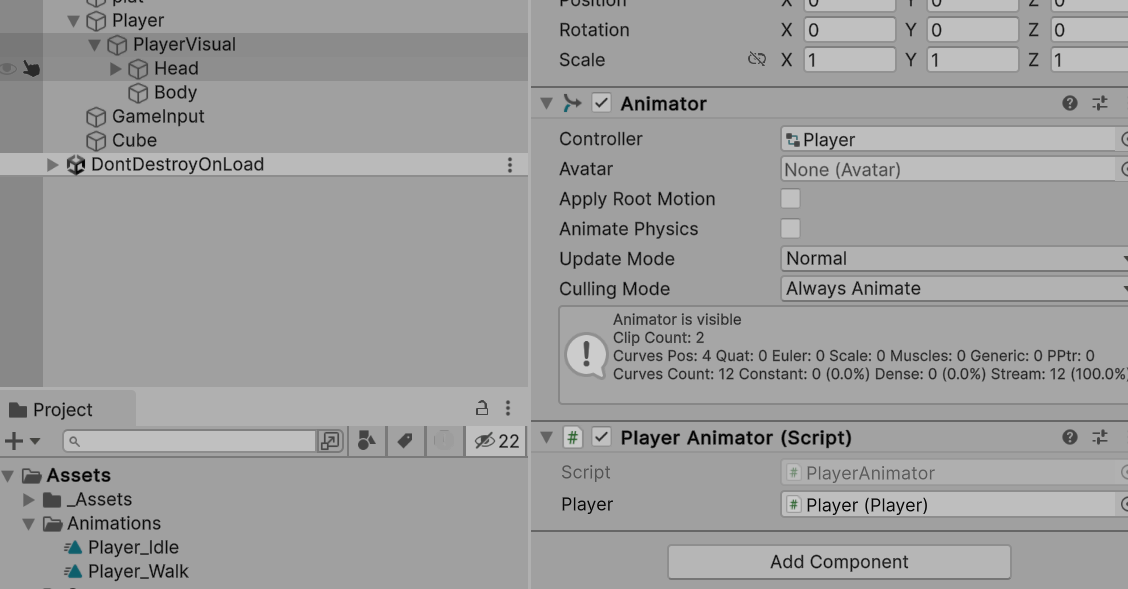 Player
PlayerVisual
Head
Body
GameInput
Cube
DontDestroyOnLoad
Project
22
Assets
_Assets
Animations
Player_Idle
Player_Walk
Position X 0 Y 0 Z 0
Rotation X 0 Y 0 Z 0
Scale X 1 Y 1 Z 1
Animator
Controller Player
Avatar None (Avatar)
Apply Root Motion
Animate Physics
Update Mode Normal
Culling Mode Always Animate
Animator is visible
Clip Count: 2
Curves Pos: 4 Quat: 0 Euler: 0 Scale: 0 Muscles: 0 Generic: 0 PPtr: 0
Curves Count: 12 Constant: 0 (0.0%) Dense: 0 (0.0%) Stream: 12 (100.0%
# Player Animator (Script)
Script # PlayerAnimator
Player # Player (Player)
Add Component